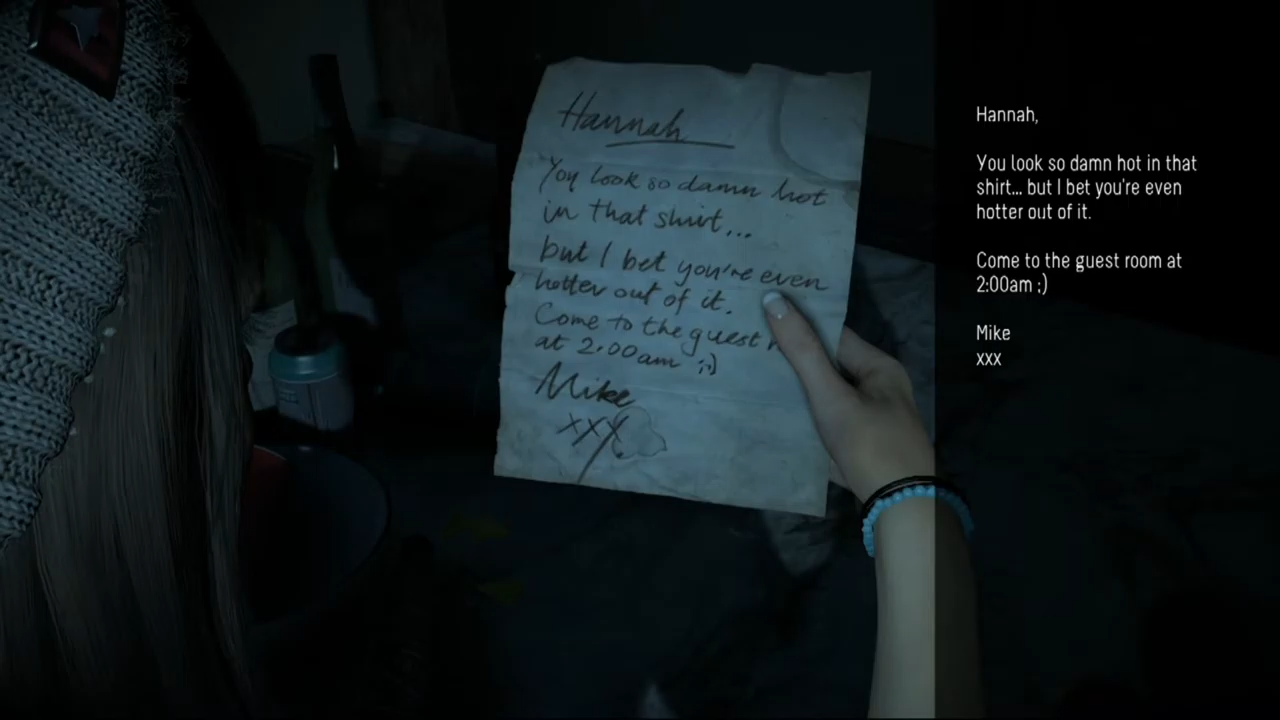 Hannah
You look so damn hot
in that shirt...
but I bet you're even
hotter out of it.
Come to the guest
at 2.00am ;)
Mike
xxx
Hannah,
You look so damn hot in that
shirt... but I bet you're even
hotter out of it.
Come to the guest room at
2:00am ;)
Mike
xxx